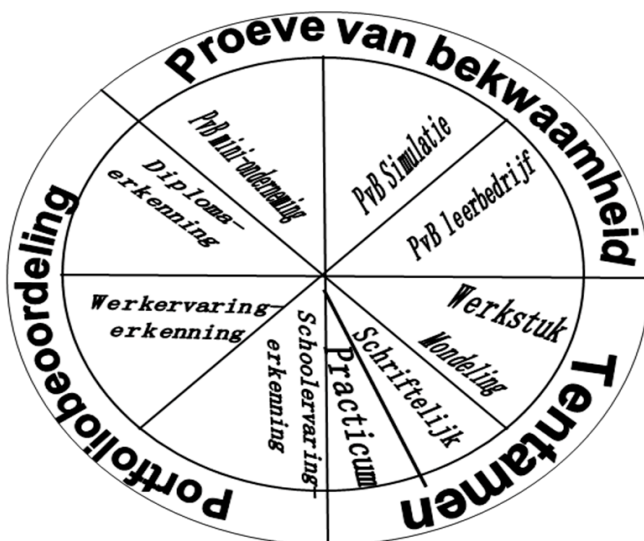 Proeve van bekwaamheid
PvB mini-onderneming
PvB Simulatie
PvB leerbedrijf
Diploma-
erkenning
Werkervaring-
erkenning
Schoolervaring-
erkenning
Practicum
Schriftelijk
Mondeling
Werkstuk
Portfoliobeoordeling
Tentamen